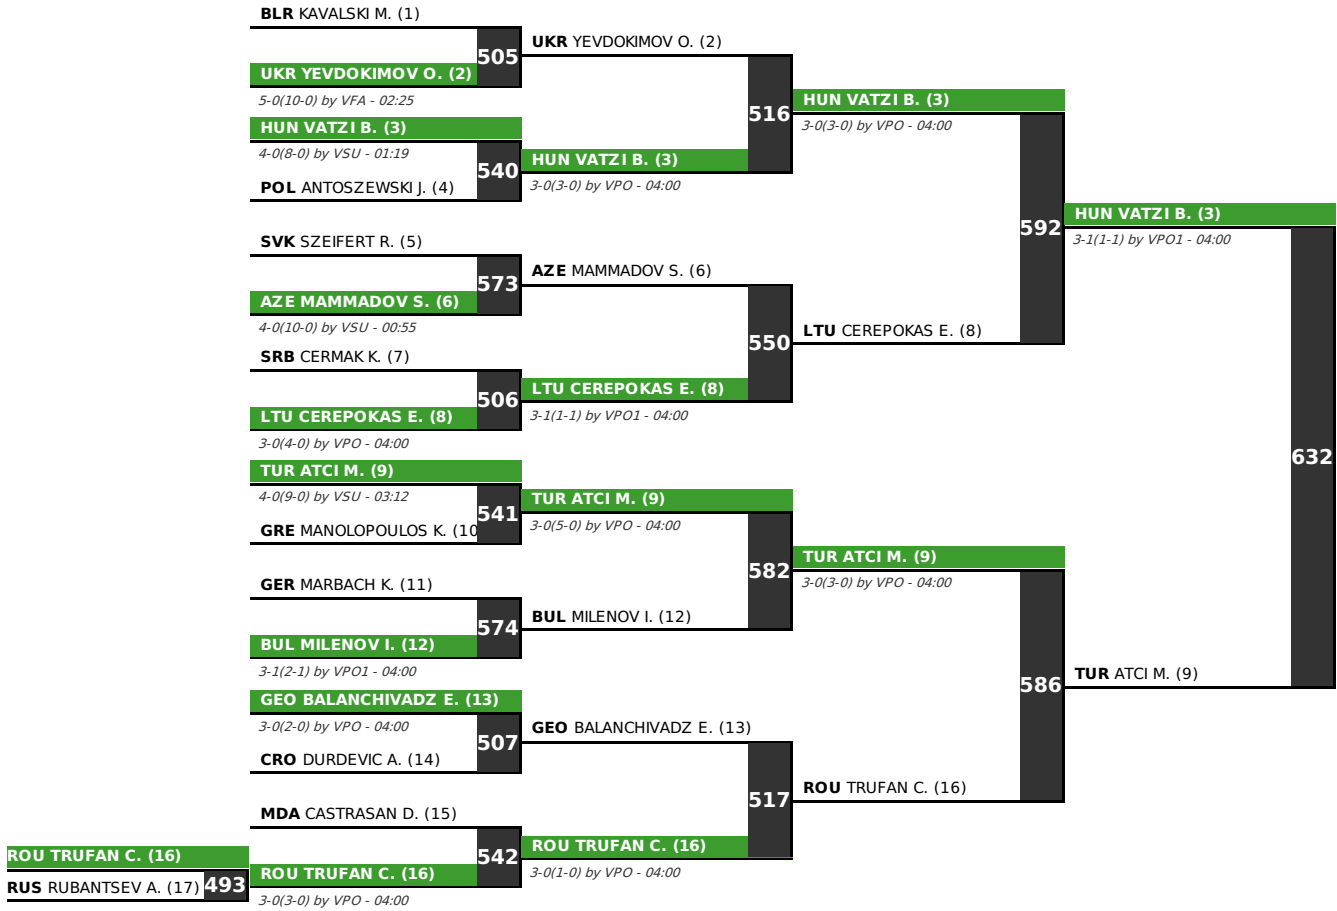 BLR KAVALSKI M. (1)
505
UKR YEVDOKIMOV O. (2)
5-0(10-0) by VFA - 02:25
HUN VATZI B. (3)
4-0(8-0) by VSU - 01:19
540
POL ANTOSZEWSKI J. (4)
SVK SZEIFERT R. (5)
573
AZE MAMMADOV S. (6)
4-0(10-0) by VSU - 00:55
SRB CERMAK K. (7)
506
LTU CEREPOKAS E. (8)
3-0(4-0) by VPO - 04:00
TUR ATCI M. (9)
4-0(9-0) by VSU - 03:12
541
GRE MANOLOPOULOS K. (10
GER MARBACH K. (11)
574
BUL MILENOV I. (12)
3-1(2-1) by VPO1 - 04:00
GEO BALANCHIVADZ E. (13)
3-0(2-0) by VPO - 04:00
507
CRO DURDEVIC A. (14)
MDA CASTRASAN D. (15)
542
ROU TRUFAN C. (16)
3-0(3-0) by VPO - 04:00
ROU TRUFAN C. (16)
RUS RUBANTSEV A. (17) 493
UKR YEVDOKIMOV O. (2)
516
HUN VATZI B. (3)
3-0(3-0) by VPO - 04:00
AZE MAMMADOV S. (6)
550
LTU CEREPOKAS E. (8)
3-1(1-1) by VPO1 - 04:00
TUR ATCI M. (9)
3-0(5-0) by VPO - 04:00
582
BUL MILENOV I. (12)
GEO BALANCHIVADZ E. (13)
517
ROU TRUFAN C. (16)
3-0(1-0) by VPO - 04:00
HUN VATZI B. (3)
3-0(3-0) by VPO - 04:00
592
LTU CEREPOKAS E. (8)
TUR ATCI M. (9)
3-0(3-0) by VPO - 04:00
586
ROU TRUFAN C. (16)
HUN VATZI B. (3)
3-1(1-1) by VPO1 - 04:00
632
TUR ATCI M. (9)